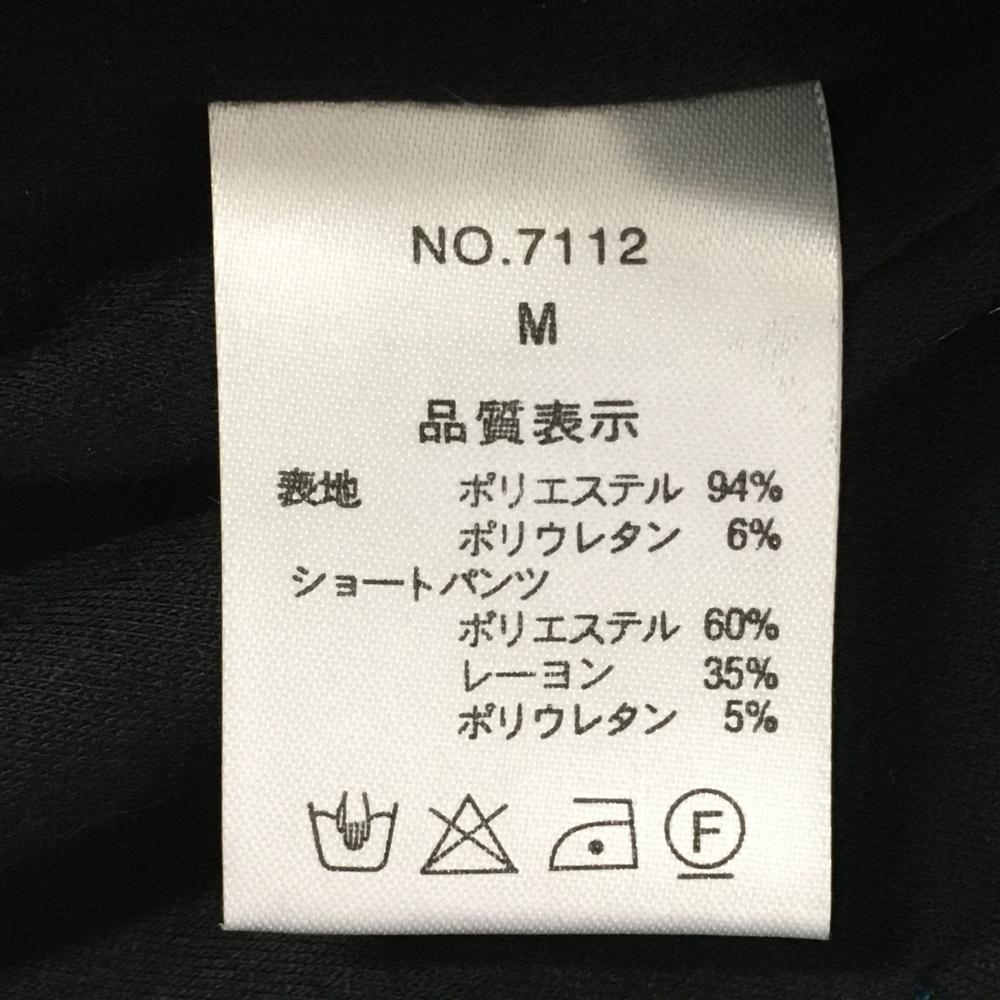 NO.7112
M
品質表示
表地 ポリエステル 94%
ポリウレタン 6%
ショートパンツ
ポリエステル 60%
レーヨン 35%
ポリウレタン 5%
F